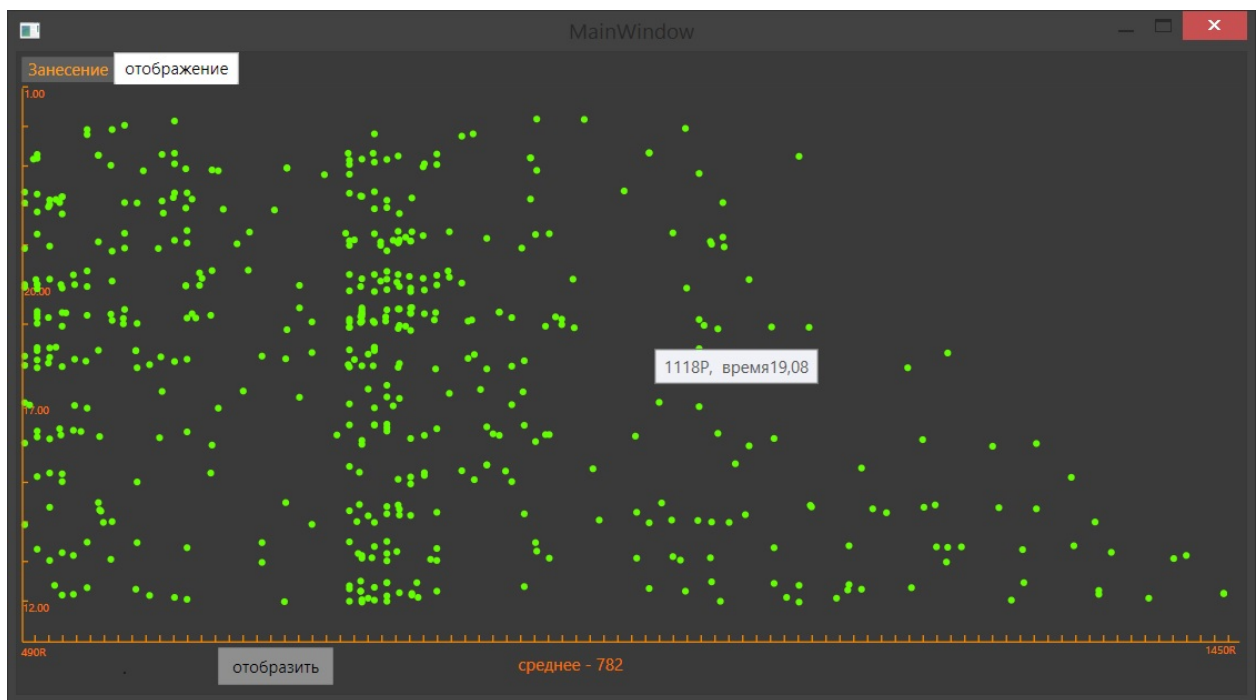 MainWindow
Занесение отображение
1.00
20.00
1118Р, время19,08
17.00
12.00
490R 1450R
отобразить среднее - 782